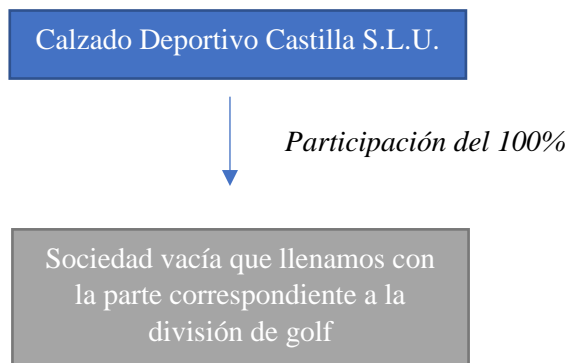 Calzado Deportivo Castilla S.L.U.
Participación del 100%
Sociedad vacía que llenamos con
la parte correspondiente a la
división de golf